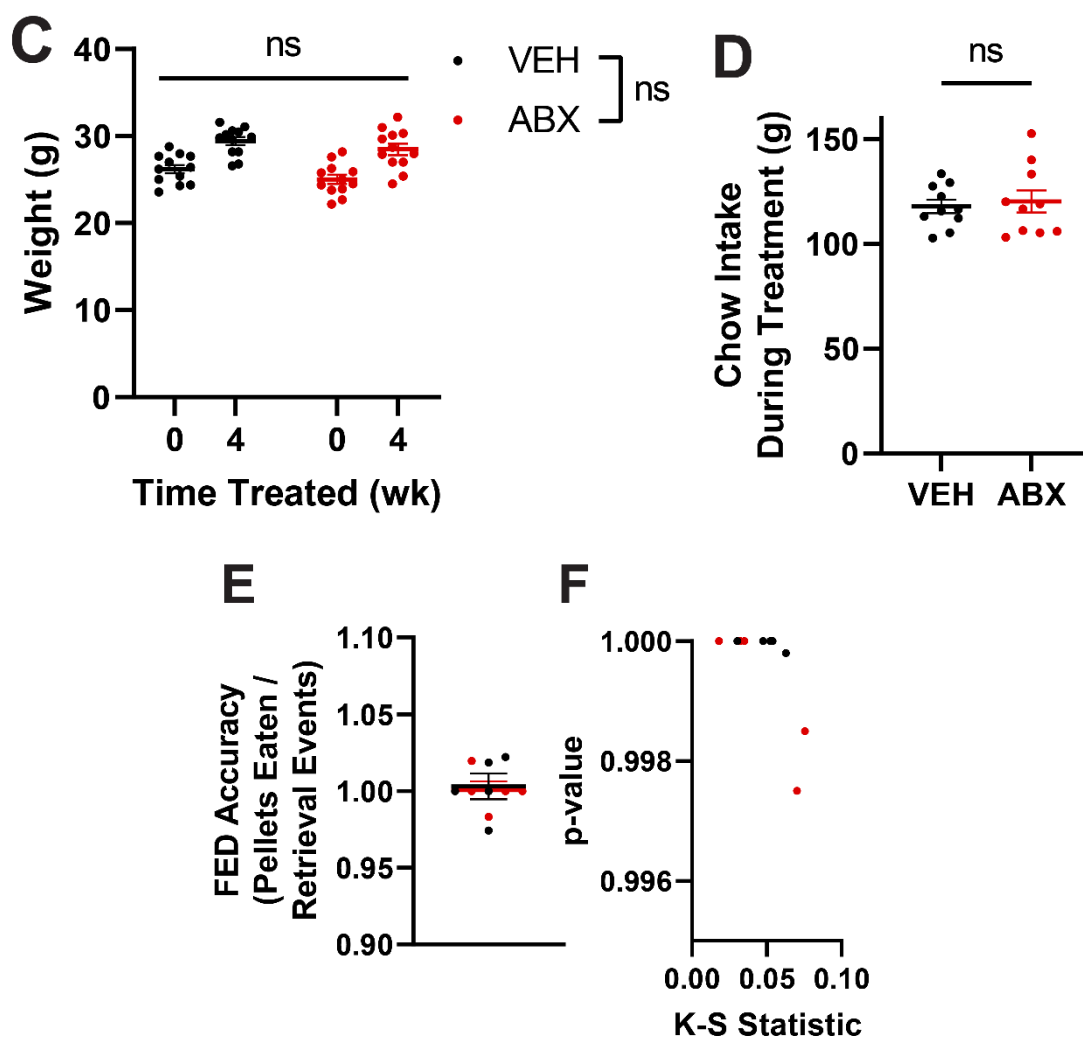 C
ns
40
30
20
10
0
Weight (g)
0 4 0 4
Time Treated (wk)
VEH
ABX
ns
D
ns
150
100
50
0
Chow Intake
During Treatment (g)
VEH ABX
E
1.10
1.05
1.00
0.95
0.90
FED Accuracy
(Pellets Eaten /
Retrieval Events)
F
1.000
0.998
0.996
p-value
0.00 0.05 0.10
K-S Statistic